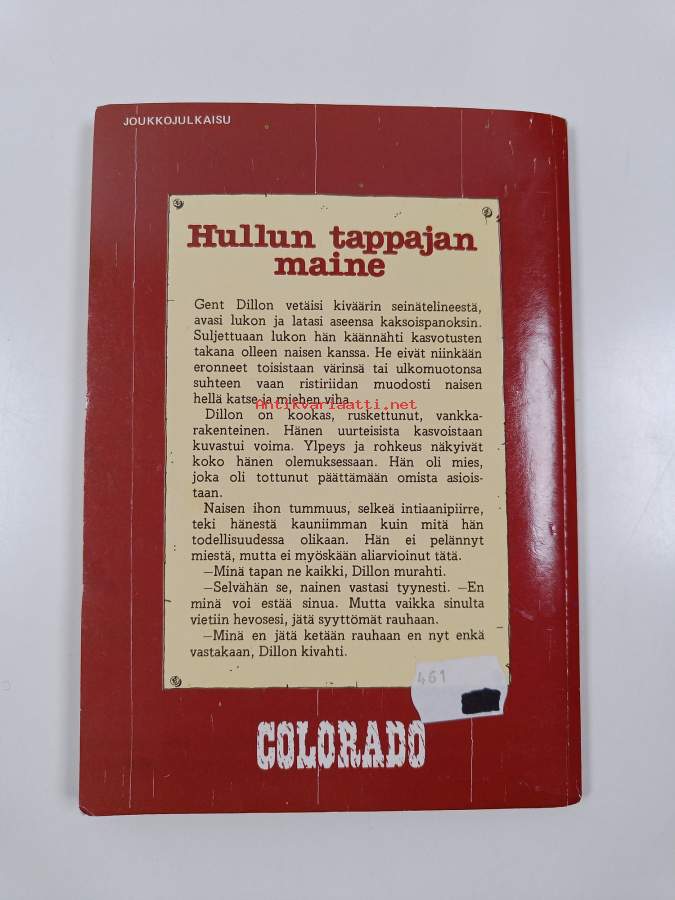 JOUKKOJULKAISU
Hullun tappajan
maine
Gent Dillon vetäisi kiväärin seinätelineestä,
avasi lukon ja latasi aseensa kaksoispanoksin.
Suljettuaan lukon hän käännähti kasvotusten
takana olleen naisen kanssa. He eivät niinkään
eronneet toisistaan värinsä tai ulkomuotonsa
suhteen vaan ristiriidan muodosti naisen
hellä katse ja miehen viha.
Antikvariaatti.net
Dillon on kookas, ruskettunut, vankka-
rakenteinen. Hänen uurteisista kasvoistaan
kuvastui voima. Ylpeys ja rohkeus näkyivät
koko hänen olemuksessaan. Hän oli mies,
joka oli tottunut päättämään omista asiois-
taan.
Naisen ihon tummuus, selkeä intiaanipiirre,
teki hänestä kauniimman kuin mitä hän
todellisuudessa olikaan. Hän ei pelännyt
miestä, mutta ei myöskään aliarvioinut tätä.
—Minä tapan ne kaikki, Dillon murahti.
—Selvähän se, nainen vastasi tyynesti. —En
minä voi estää sinua. Mutta vaikka sinulta
vietiin hevosesi, jätä syyttömät rauhaan.
—Minä en jätä ketään rauhaan en nyt enkä
vastakaan, Dillon kivahti.
461
COLORADO